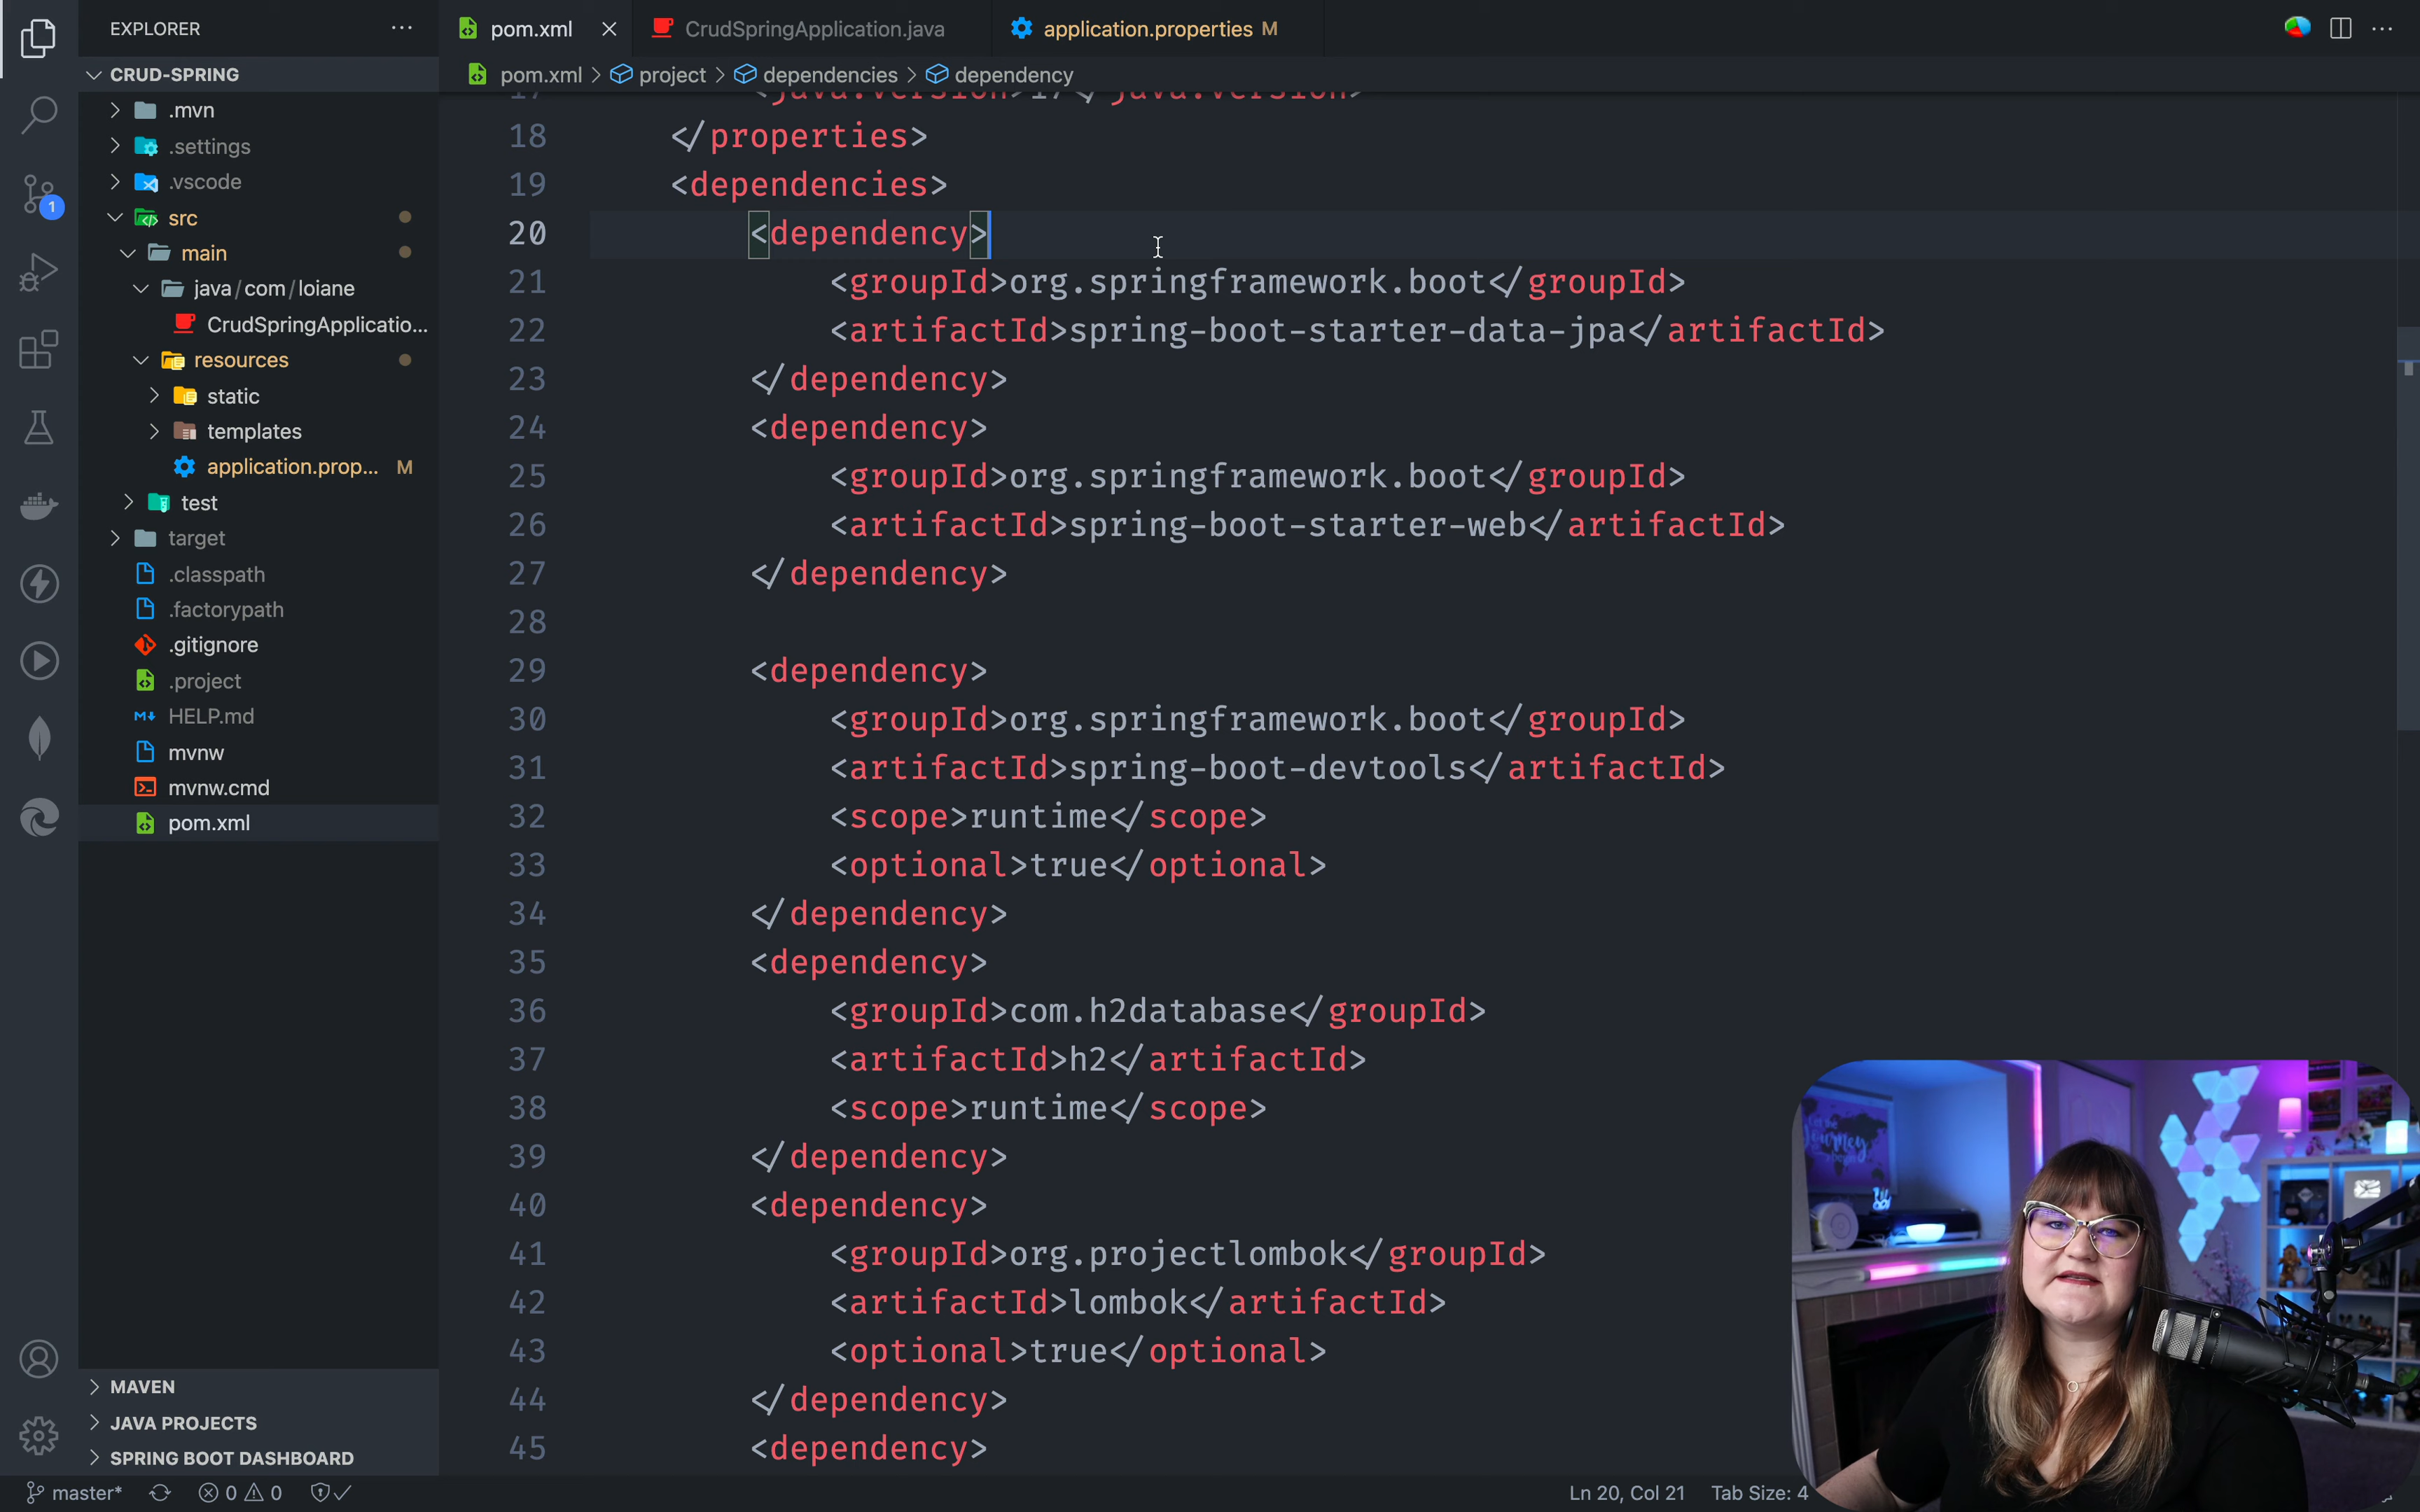 EXPLORER
pom.xml
CrudSpringApplication.java
application.properties M
CRUD-SPRING
pom.xml > project > dependencies > dependency
.mvn
.settings
.vscode
src
main
java/com/loiane
CrudSpringApplicatio...
resources
static
templates
application.prop... M
test
target
.classpath
.factorypath
.gitignore
.project
HELP.md
mvnw
mvnw.cmd
pom.xml
1
MAVEN
JAVA PROJECTS
SPRING BOOT DASHBOARD
17 <java.version>17</java.version>
18 </properties>
19 <dependencies>
20 <dependency>
21 <groupId>org.springframework.boot</groupId>
22 <artifactId>spring-boot-starter-data-jpa</artifactId>
23 </dependency>
24 <dependency>
25 <groupId>org.springframework.boot</groupId>
26 <artifactId>spring-boot-starter-web</artifactId>
27 </dependency>
28
29 <dependency>
30 <groupId>org.springframework.boot</groupId>
31 <artifactId>spring-boot-devtools</artifactId>
32 <scope>runtime</scope>
33 <optional>true</optional>
34 </dependency>
35 <dependency>
36 <groupId>com.h2database</groupId>
37 <artifactId>h2</artifactId>
38 <scope>runtime</scope>
39 </dependency>
40 <dependency>
41 <groupId>org.projectlombok</groupId>
42 <artifactId>lombok</artifactId>
43 <optional>true</optional>
44 </dependency>
45 <dependency>
Journey
master* 0 0 Ln 20, Col 21 Tab Size: 4